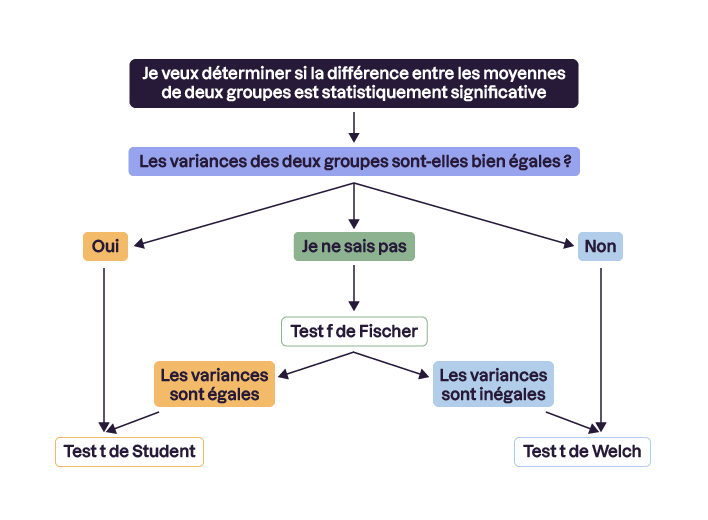 Je veux déterminer si la différence entre les moyennes
de deux groupes est statistiquement significative
Les variances des deux groupes sont-elles bien égales ?
Oui
Je ne sais pas
Non
Test f de Fischer
Les variances
sont égales
Les variances
sont inégales
Test t de Student
Test t de Welch